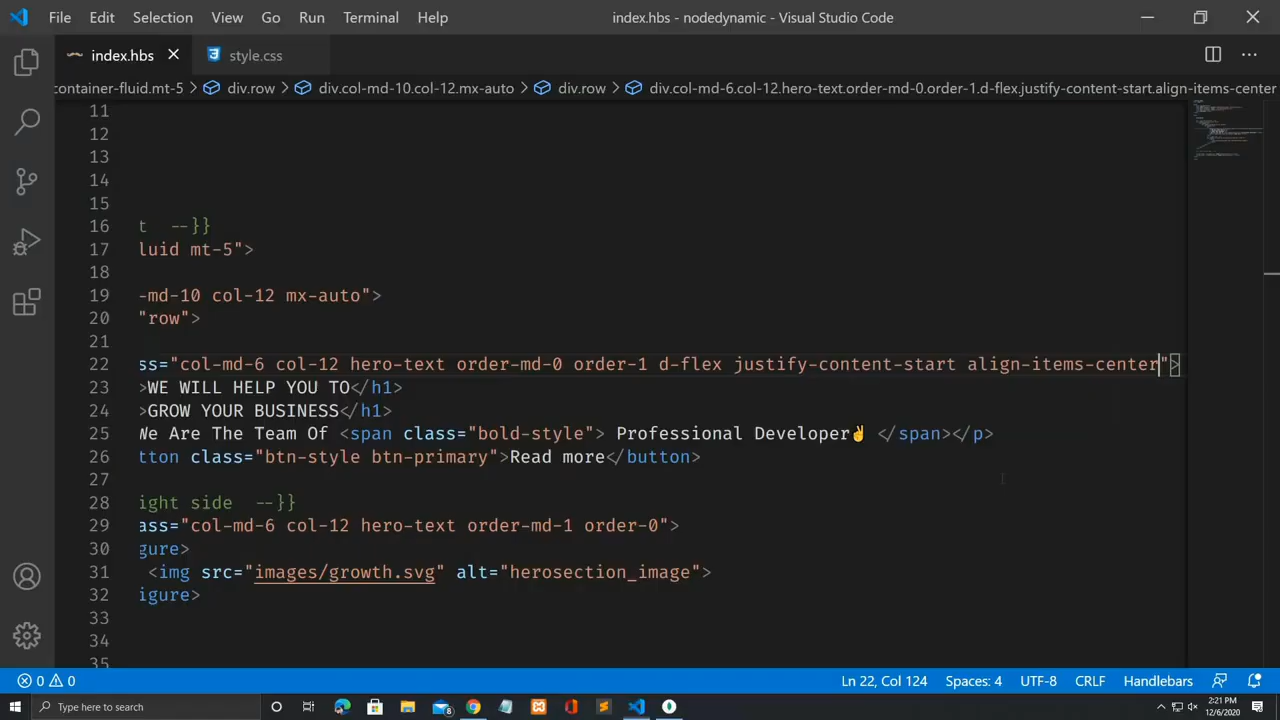 File Edit Selection View Go Run Terminal Help
index.hbs - nodedynamic - Visual Studio Code
index.hbs style.css
container-fluid.mt-5 > div.row > div.col-md-10.col-12.mx-auto > div.row > div.col-md-6.col-12.hero-text.order-md-0.order-1.d-flex.justify-content-start.align-items-center
11
12
13
14
15
16 t --}}
17 luid mt-5">
18
19 -md-10 col-12 mx-auto">
20 "row">
21
22 ss="col-md-6 col-12 hero-text order-md-0 order-1 d-flex justify-content-start align-items-center">
23 >WE WILL HELP YOU TO</h1>
24 >GROW YOUR BUSINESS</h1>
25 We Are The Team Of <span class="bold-style"> Professional Developer✌ </span></p>
26 tton class="btn-style btn-primary">Read more</button>
27
28 ight side --}}
29 ass="col-md-6 col-12 hero-text order-md-1 order-0">
30 gure>
31 <img src="images/growth.svg" alt="herosection_image">
32 igure>
33
34
35
0 0
Ln 22, Col 124 Spaces: 4 UTF-8 CRLF Handlebars
Type here to search
8
2:21 PM
12/6/2020